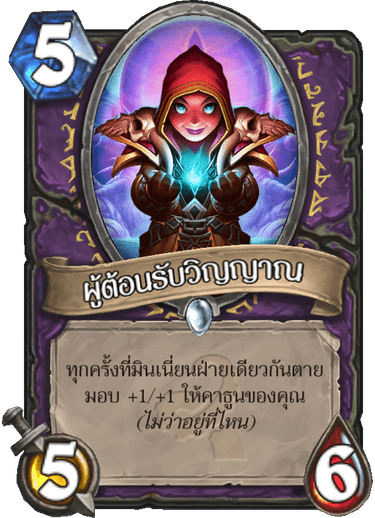 5
ผู้ต้อนรับวิญญาณ
ทุกครั้งที่มินเนี่ยนฝ่ายเดียวกันตาย
มอบ +1/+1 ให้คาธูนของคุณ
(ไม่ว่าอยู่ที่ไหน)
5
6